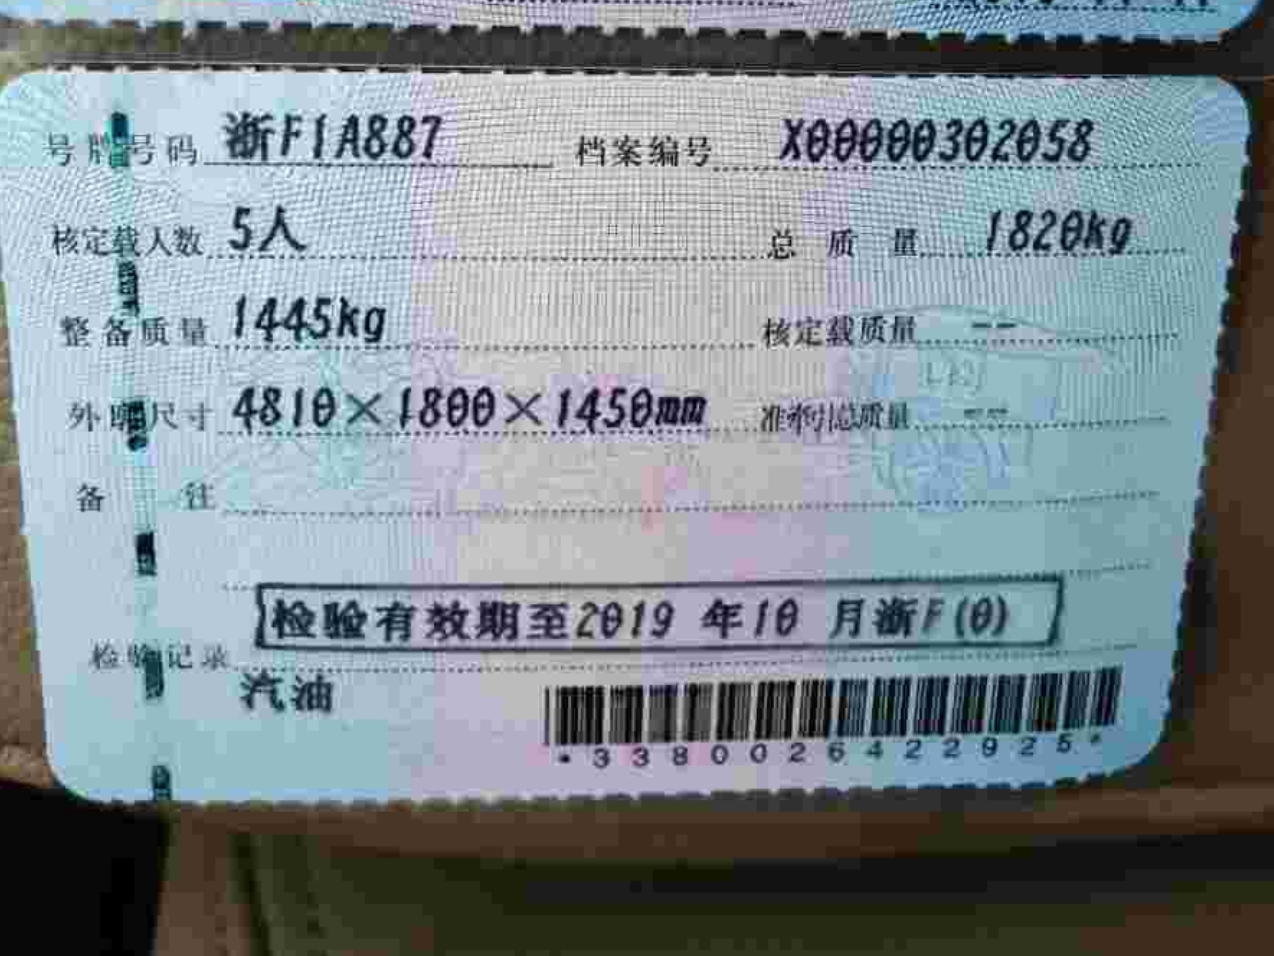 号牌号码 浙F1A887 档案编号 X00000302058
核定载人数 5人 总质量 1820kg
整备质量 1445kg 核定载质量 --
外廓尺寸 4810×1800×1450mm 准牵引总质量 --
备注
检验有效期至2019年10月浙F(0)
检验记录
汽油
*3380026422925*